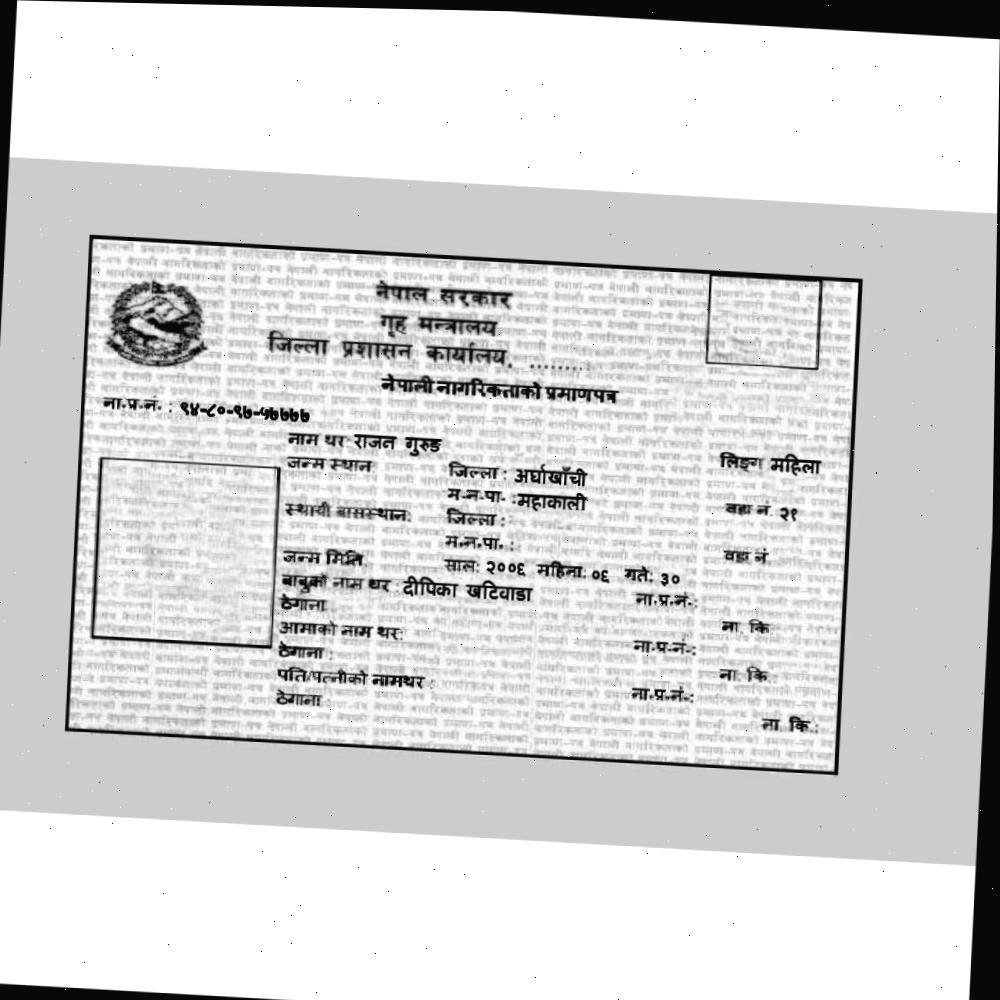 नेपाल सरकार
गृह मन्त्रालय
जिल्ला प्रशासन कार्यालय, ........
नेपाली नागरिकताको प्रमाणपत्र
ना.प्र.नं. : ९४-८०-९७-५७७७७
नाम थर राजन गुरुङ लिङ्ग महिला
जन्म स्थान जिल्ला : अर्घाखाँची
म.न.पा. : महाकाली वडा नं. २१
स्थायी बासस्थान: जिल्ला :
म.न.पा. : वडा नं
जन्म मिति साल: २००६ महिना: ०६ गते: ३०
बाबुको नाम थर : दीपिका खटिवाडा ना.प्र.नं.:
ठेगाना ना. कि
आमाको नाम थर: ना.प्र.नं.:
ठेगाना : ना. कि.:
पति/पत्नीको नामथर : ना.प्र.नं.:
ठेगाना : ना कि.: